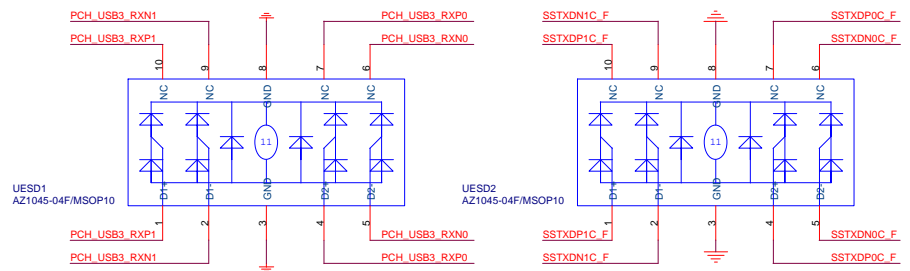 PCH_USB3_RXN1
PCH_USB3_RXP0
PCH_USB3_RXP1
PCH_USB3_RXN0
10
9
8
7
6
NC
NC
GND
NC
NC
11
UESD1
AZ1045-04F/MSOP10
D1+
D1-
GND
D2+
D2-
1
2
3
4
5
PCH_USB3_RXP1
PCH_USB3_RXN0
PCH_USB3_RXN1
PCH_USB3_RXP0
SSTXDN1C_F
SSTXDP0C_F
SSTXDP1C_F
SSTXDN0C_F
10
9
8
7
6
NC
NC
GND
NC
NC
11
UESD2
AZ1045-04F/MSOP10
D1+
D1-
GND
D2+
D2-
1
2
3
4
5
SSTXDP1C_F
SSTXDN0C_F
SSTXDN1C_F
SSTXDP0C_F